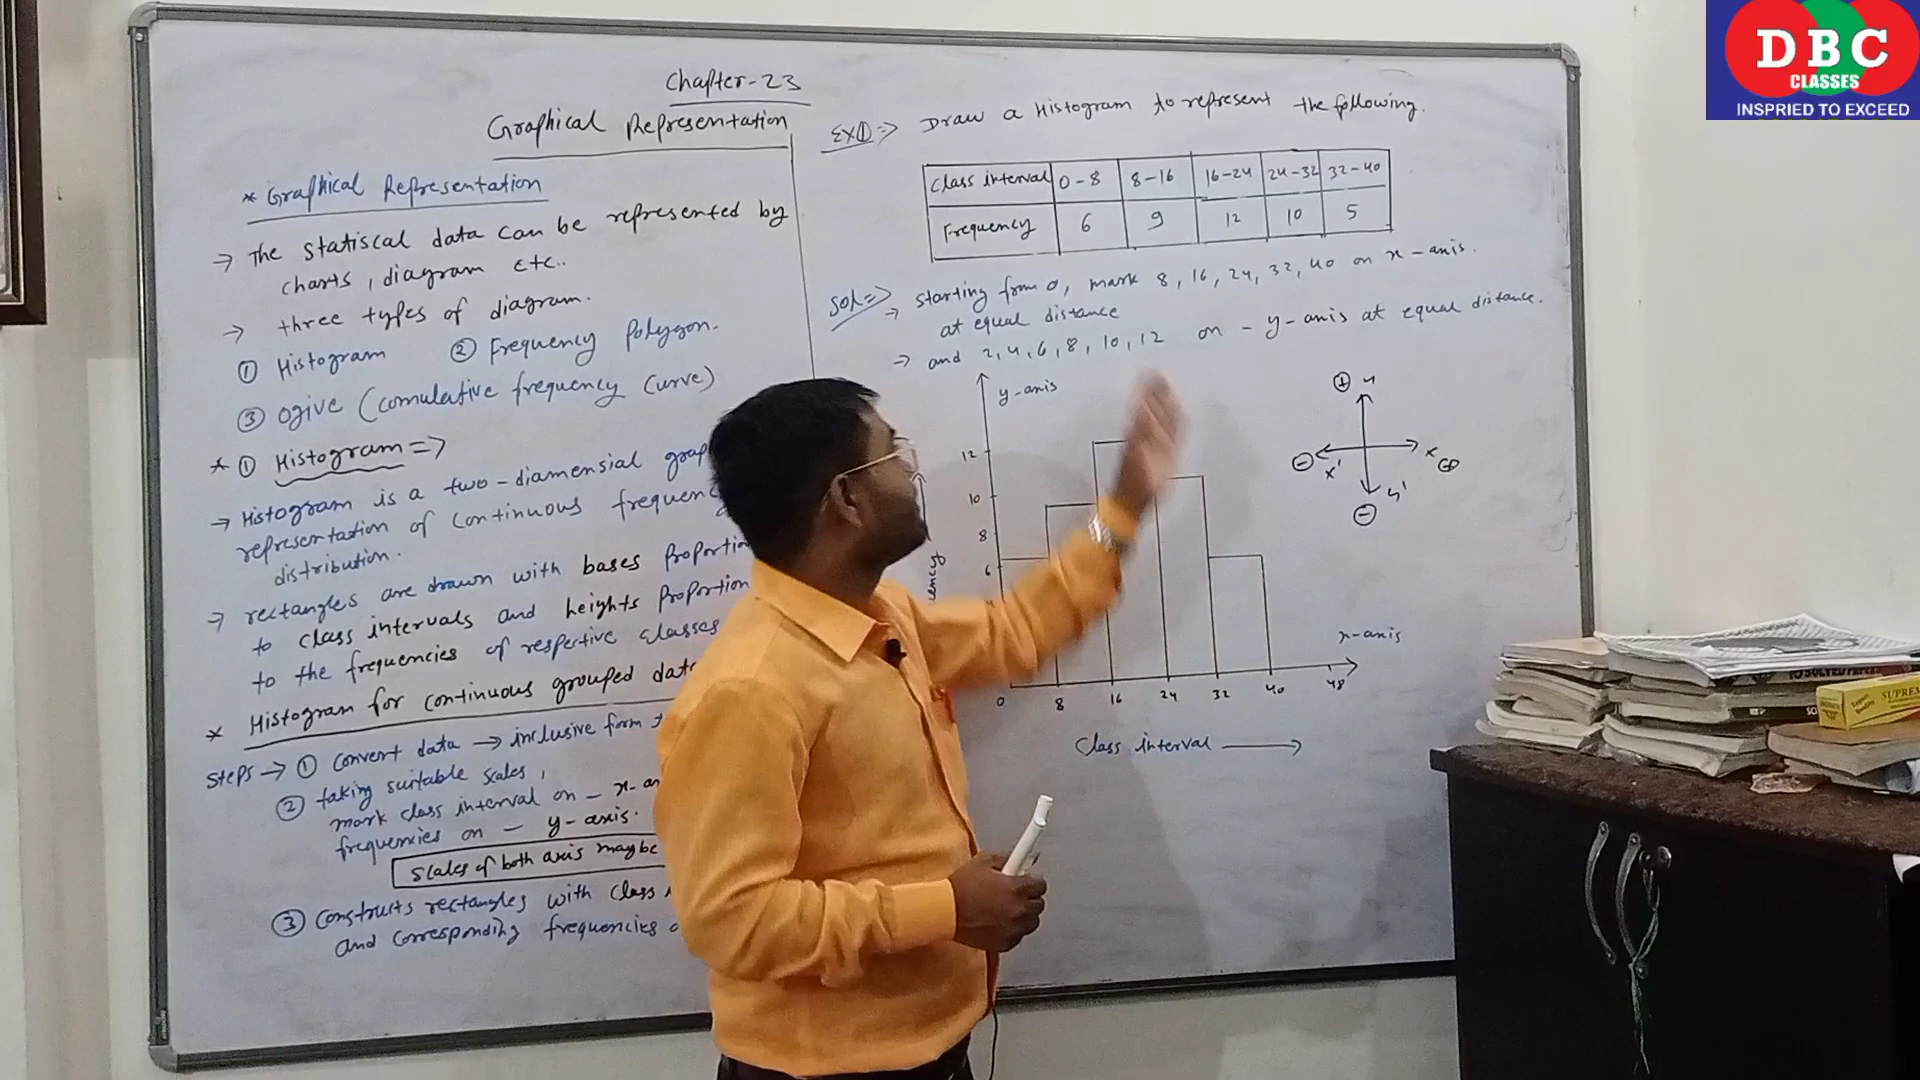 DBC
CLASSES
INSPRIED TO EXCEED
Chapter-23
Graphical Representation
* Graphical Representation
→ The statiscal data can be represented by
charts, diagram etc..
→ three types of diagram.
① Histogram ② Frequency Polygon.
③ Ogive (comulative frequency curve)
* ① Histogram =>
→ Histogram is a two-diamensial
representation of continuous
distribution.
→ rectangles are drawn with bases
to class intervals and heights
to the frequencies of respective classes
* Histogram for continuous grouped
Steps → ① Convert data → inclusive form
② taking suitable scales,
mark class interval on - x-
frequencies on - y-axis.
Scales of both axis may be
③ Constructs rectangles with class
and corresponding frequencies
EX① => Draw a Histogram to represent the following.
Class interval 0-8 8-16 16-24 24-32 32-40
Frequency 6 9 12 10 5
Sol => → starting from 0, mark 8, 16, 24, 32, 40 on x-axis.
at equal distance
→ and 2, 4, 6, 8, 10, 12 on - y-axis at equal distance.
y-axis
12
10
8
6
4
0 8 16 24 32 40 48
x-axis
Class interval →
+ y
- x' x +
y'
-
SUPREM